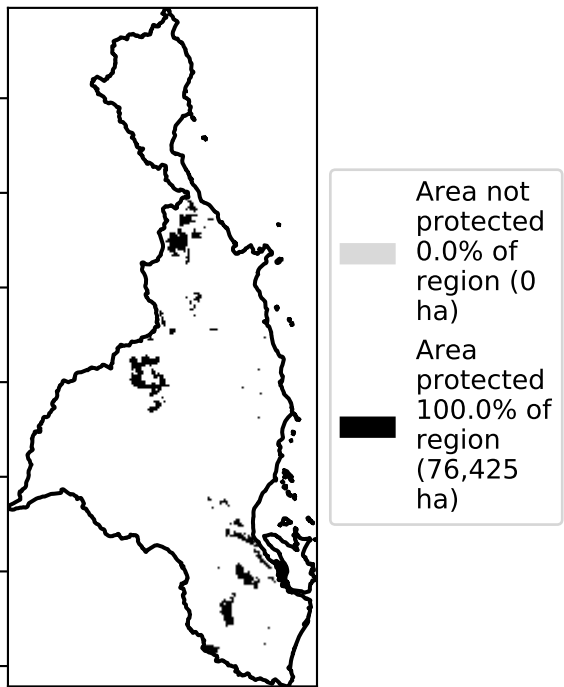 Area not
protected
0.0% of
region (0
ha)
Area
protected
100.0% of
region
(76,425
ha)